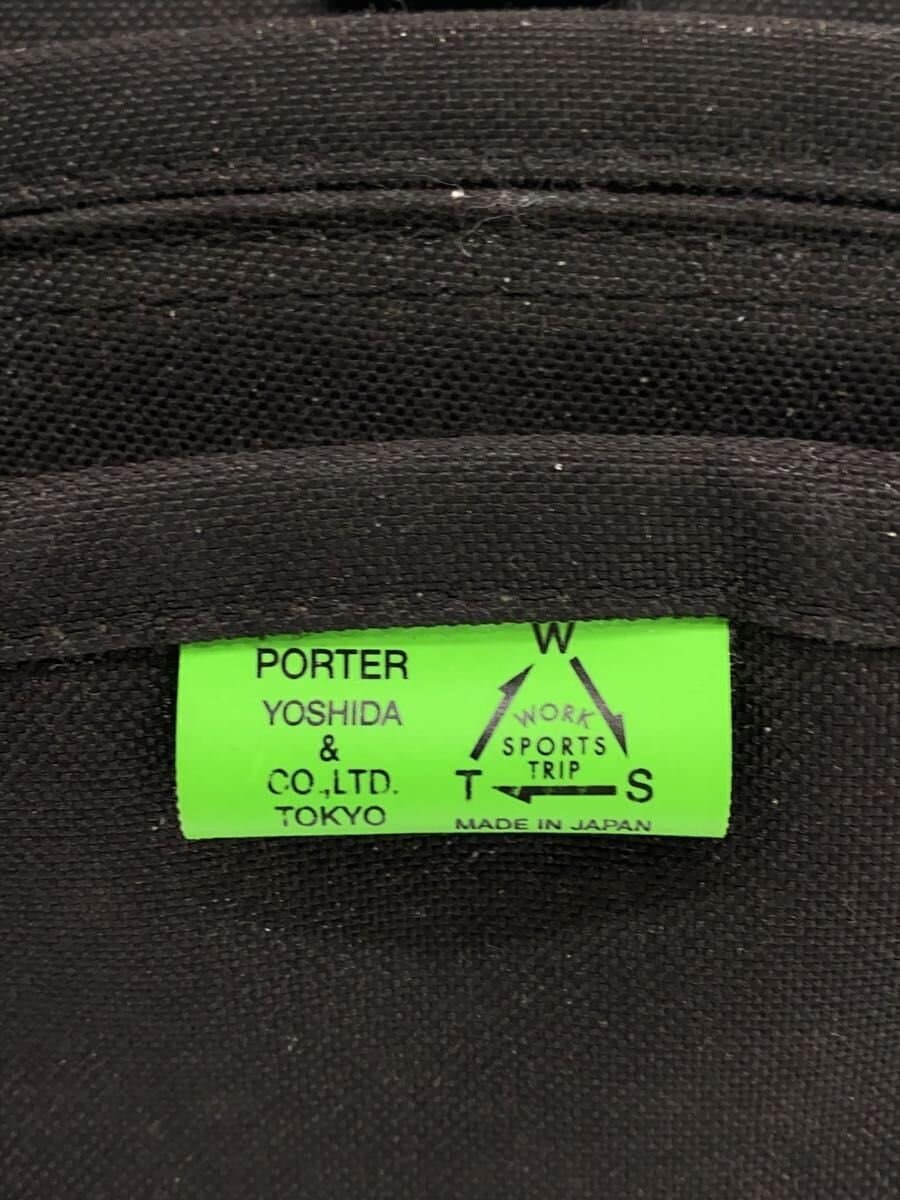 PORTER
YOSHIDA
&
CO.,LTD.
TOKYO
W
WORK
SPORTS
TRIP
T S
MADE IN JAPAN